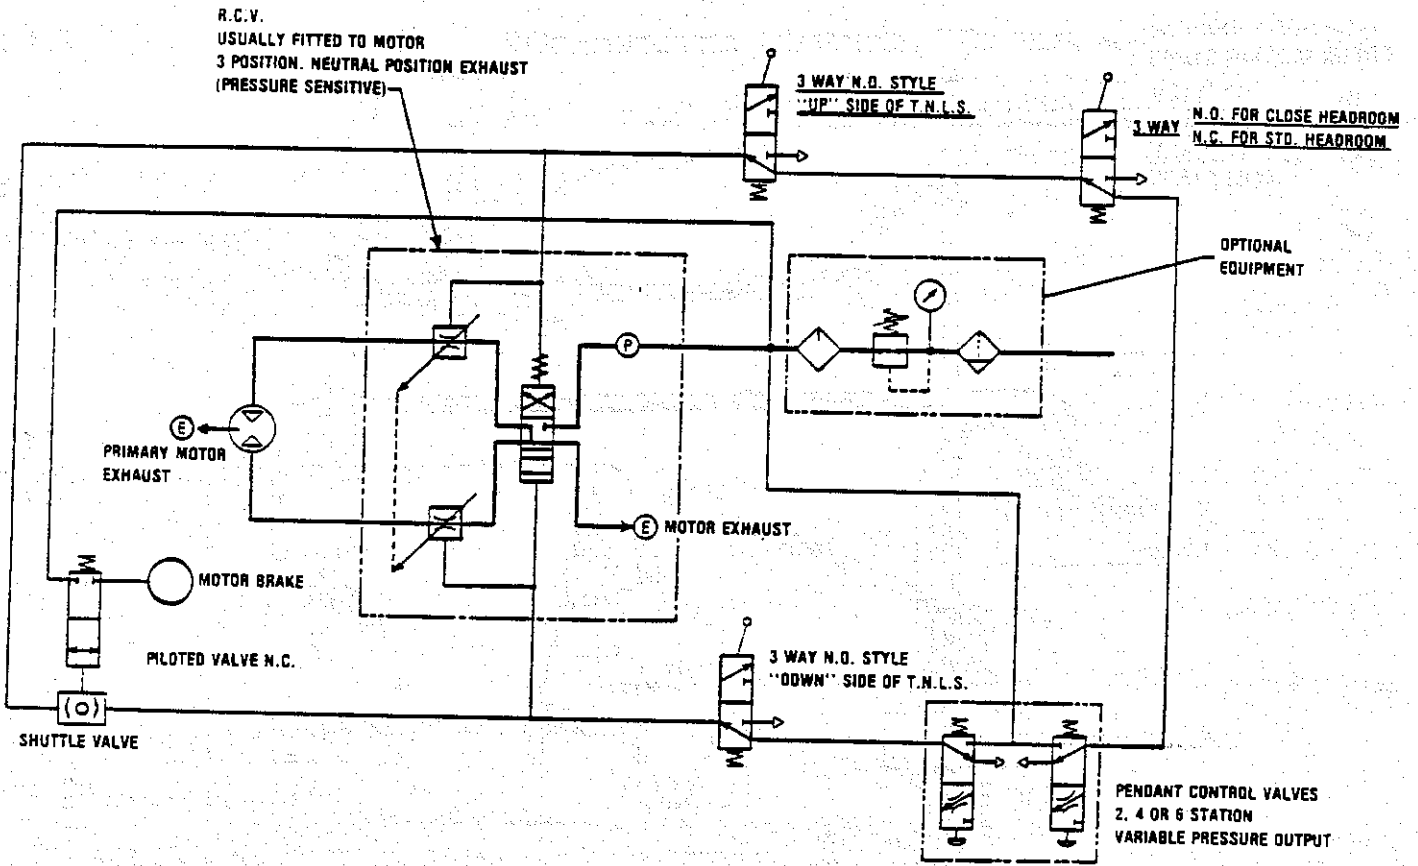 R.C.V.
USUALLY FITTED TO MOTOR
3 POSITION. NEUTRAL POSITION EXHAUST
(PRESSURE SENSITIVE)
3 WAY N.O. STYLE
"UP" SIDE OF T.N.L.S.
3 WAY
N.O. FOR CLOSE HEADROOM
N.C. FOR STD. HEADROOM
OPTIONAL
EQUIPMENT
P
E
PRIMARY MOTOR
EXHAUST
E
MOTOR EXHAUST
MOTOR BRAKE
PILOTED VALVE N.C.
SHUTTLE VALVE
3 WAY N.O. STYLE
"DOWN" SIDE OF T.N.L.S.
PENDANT CONTROL VALVES
2, 4 OR 6 STATION
VARIABLE PRESSURE OUTPUT